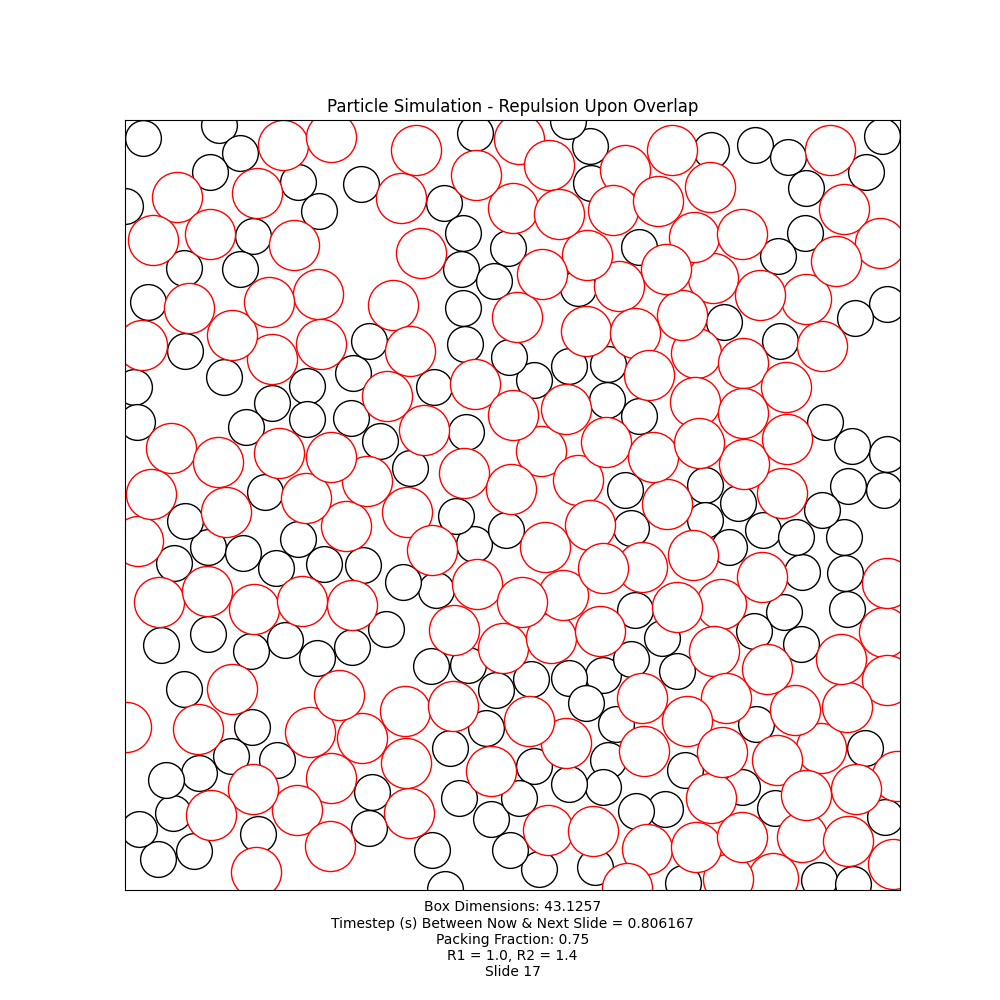 Particle Simulation - Repulsion Upon Overlap
Box Dimensions: 43.1257
Timestep (s) Between Now & Next Slide = 0.806167
Packing Fraction: 0.75
R1 = 1.0, R2 = 1.4
Slide 17